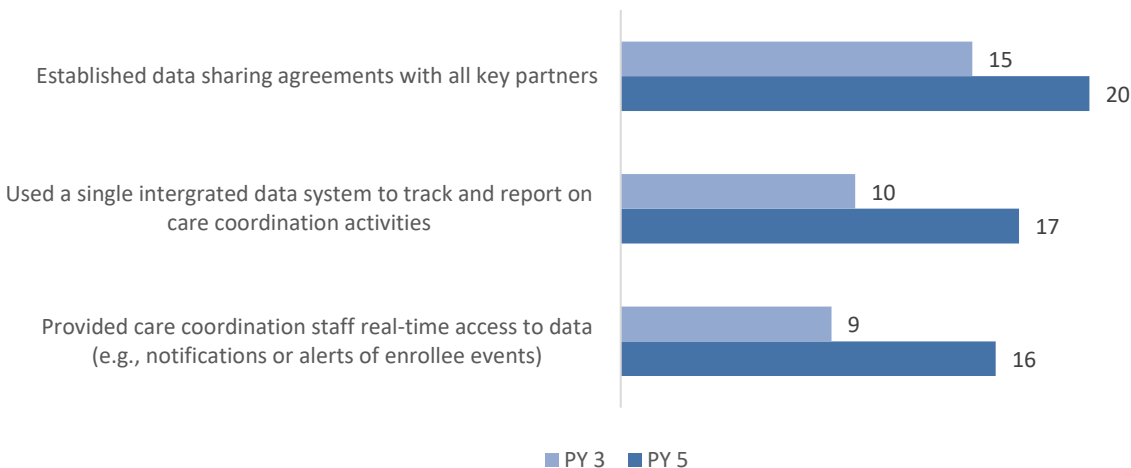 Established data sharing agreements with all key partners
15
20
Used a single intergrated data system to track and report on
care coordination activities
10
17
Provided care coordination staff real-time access to data
(e.g., notifications or alerts of enrollee events)
9
16
PY 3 PY 5